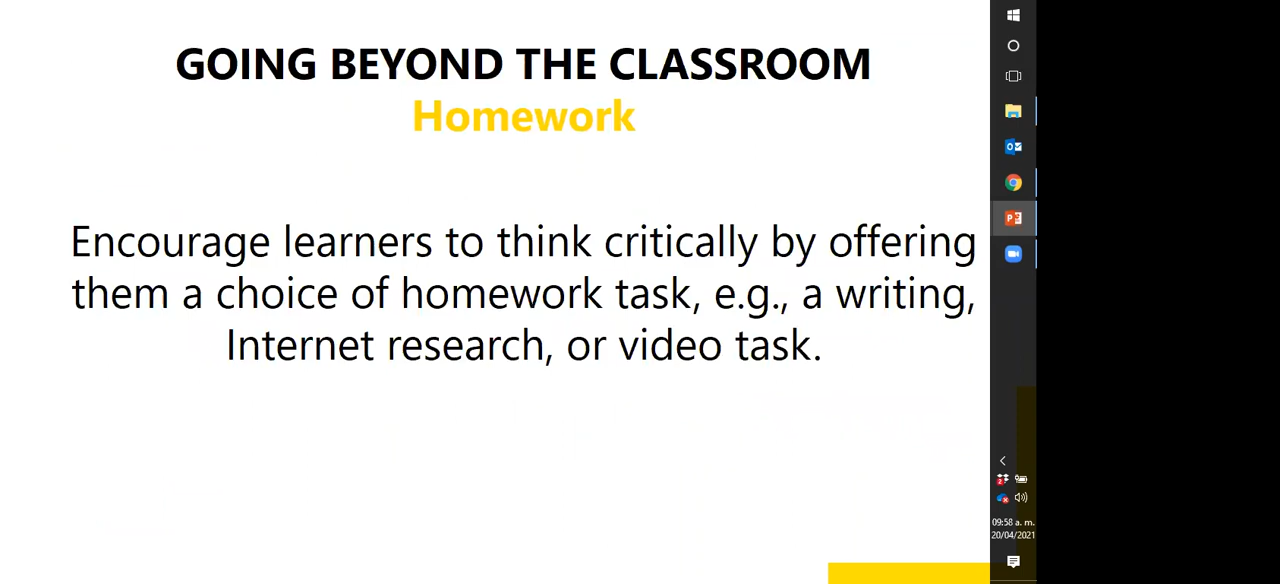 GOING BEYOND THE CLASSROOM
Homework
Encourage learners to think critically by offering
them a choice of homework task, e.g., a writing,
Internet research, or video task.
09:58 a. m.
20/04/2021